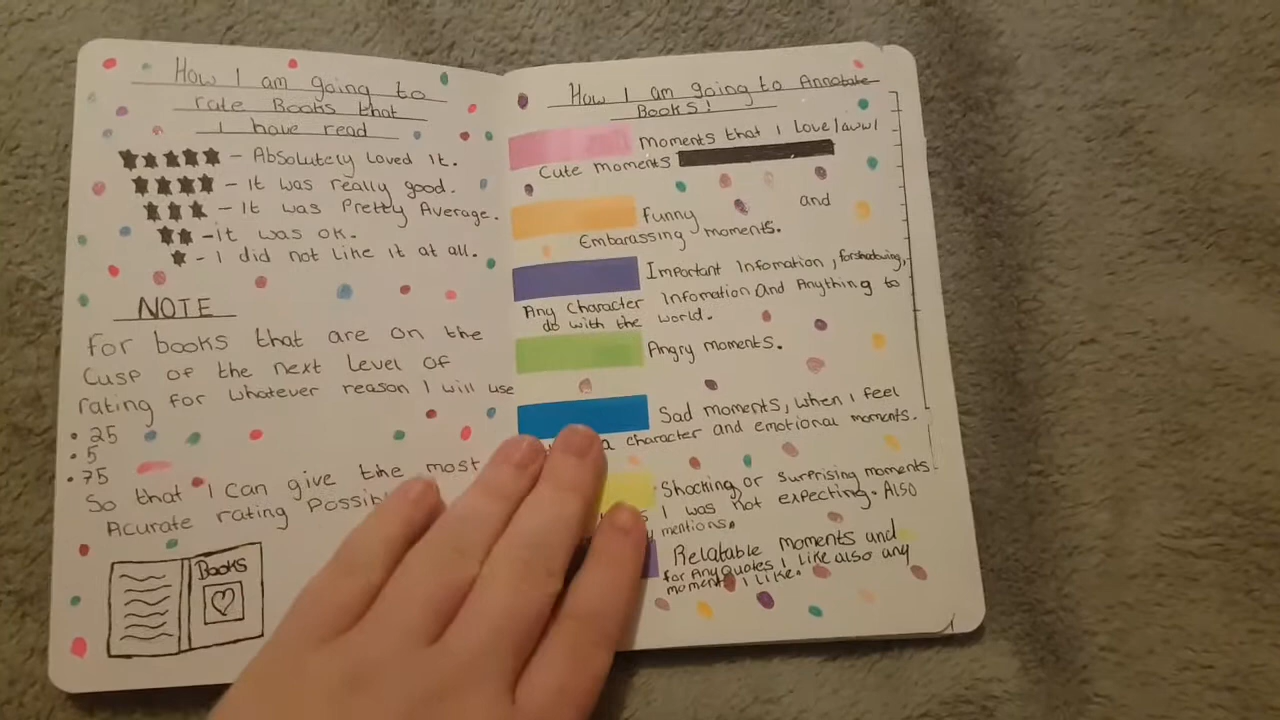 How I am going to
rate Books that
I have read
- Absolutely Loved It.
- It was really good.
- It was Pretty Average.
- it was ok.
- I did not like it at all.
NOTE
for books that are on the
Cusp of the next Level of
rating for whatever reason I will use
• 25
• 5
• 75
So that I can give the most
Acurate rating
Books
How I am going to Annotate
Books!
Moments that I Love/aww/
Cute moments
Funny and
Embarassing moments.
Important Infomation, forshadowing,
Any Character Infomation and Anything to
do with the world.
Angry moments.
Sad moments, when I feel
a character and emotional moments.
Shocking or surprising moments
I was not expecting. Also
mentions.
Relatable moments and
for Any Quotes I Like also any
moments I like.